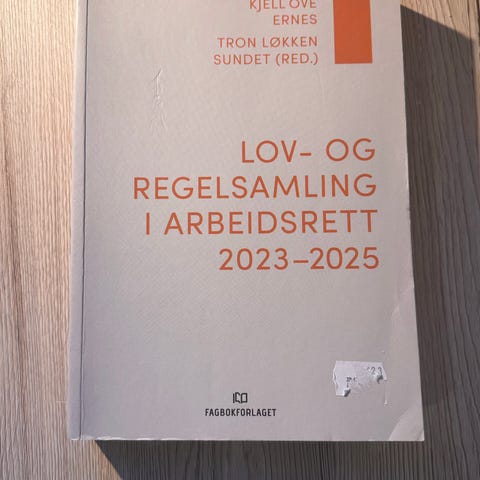 KJELL OVE
ERNES
TRON LØKKEN
SUNDET (RED.)
LOV- OG
REGELSAMLING
I ARBEIDSRETT
2023–2025
FAGBOKFORLAGET